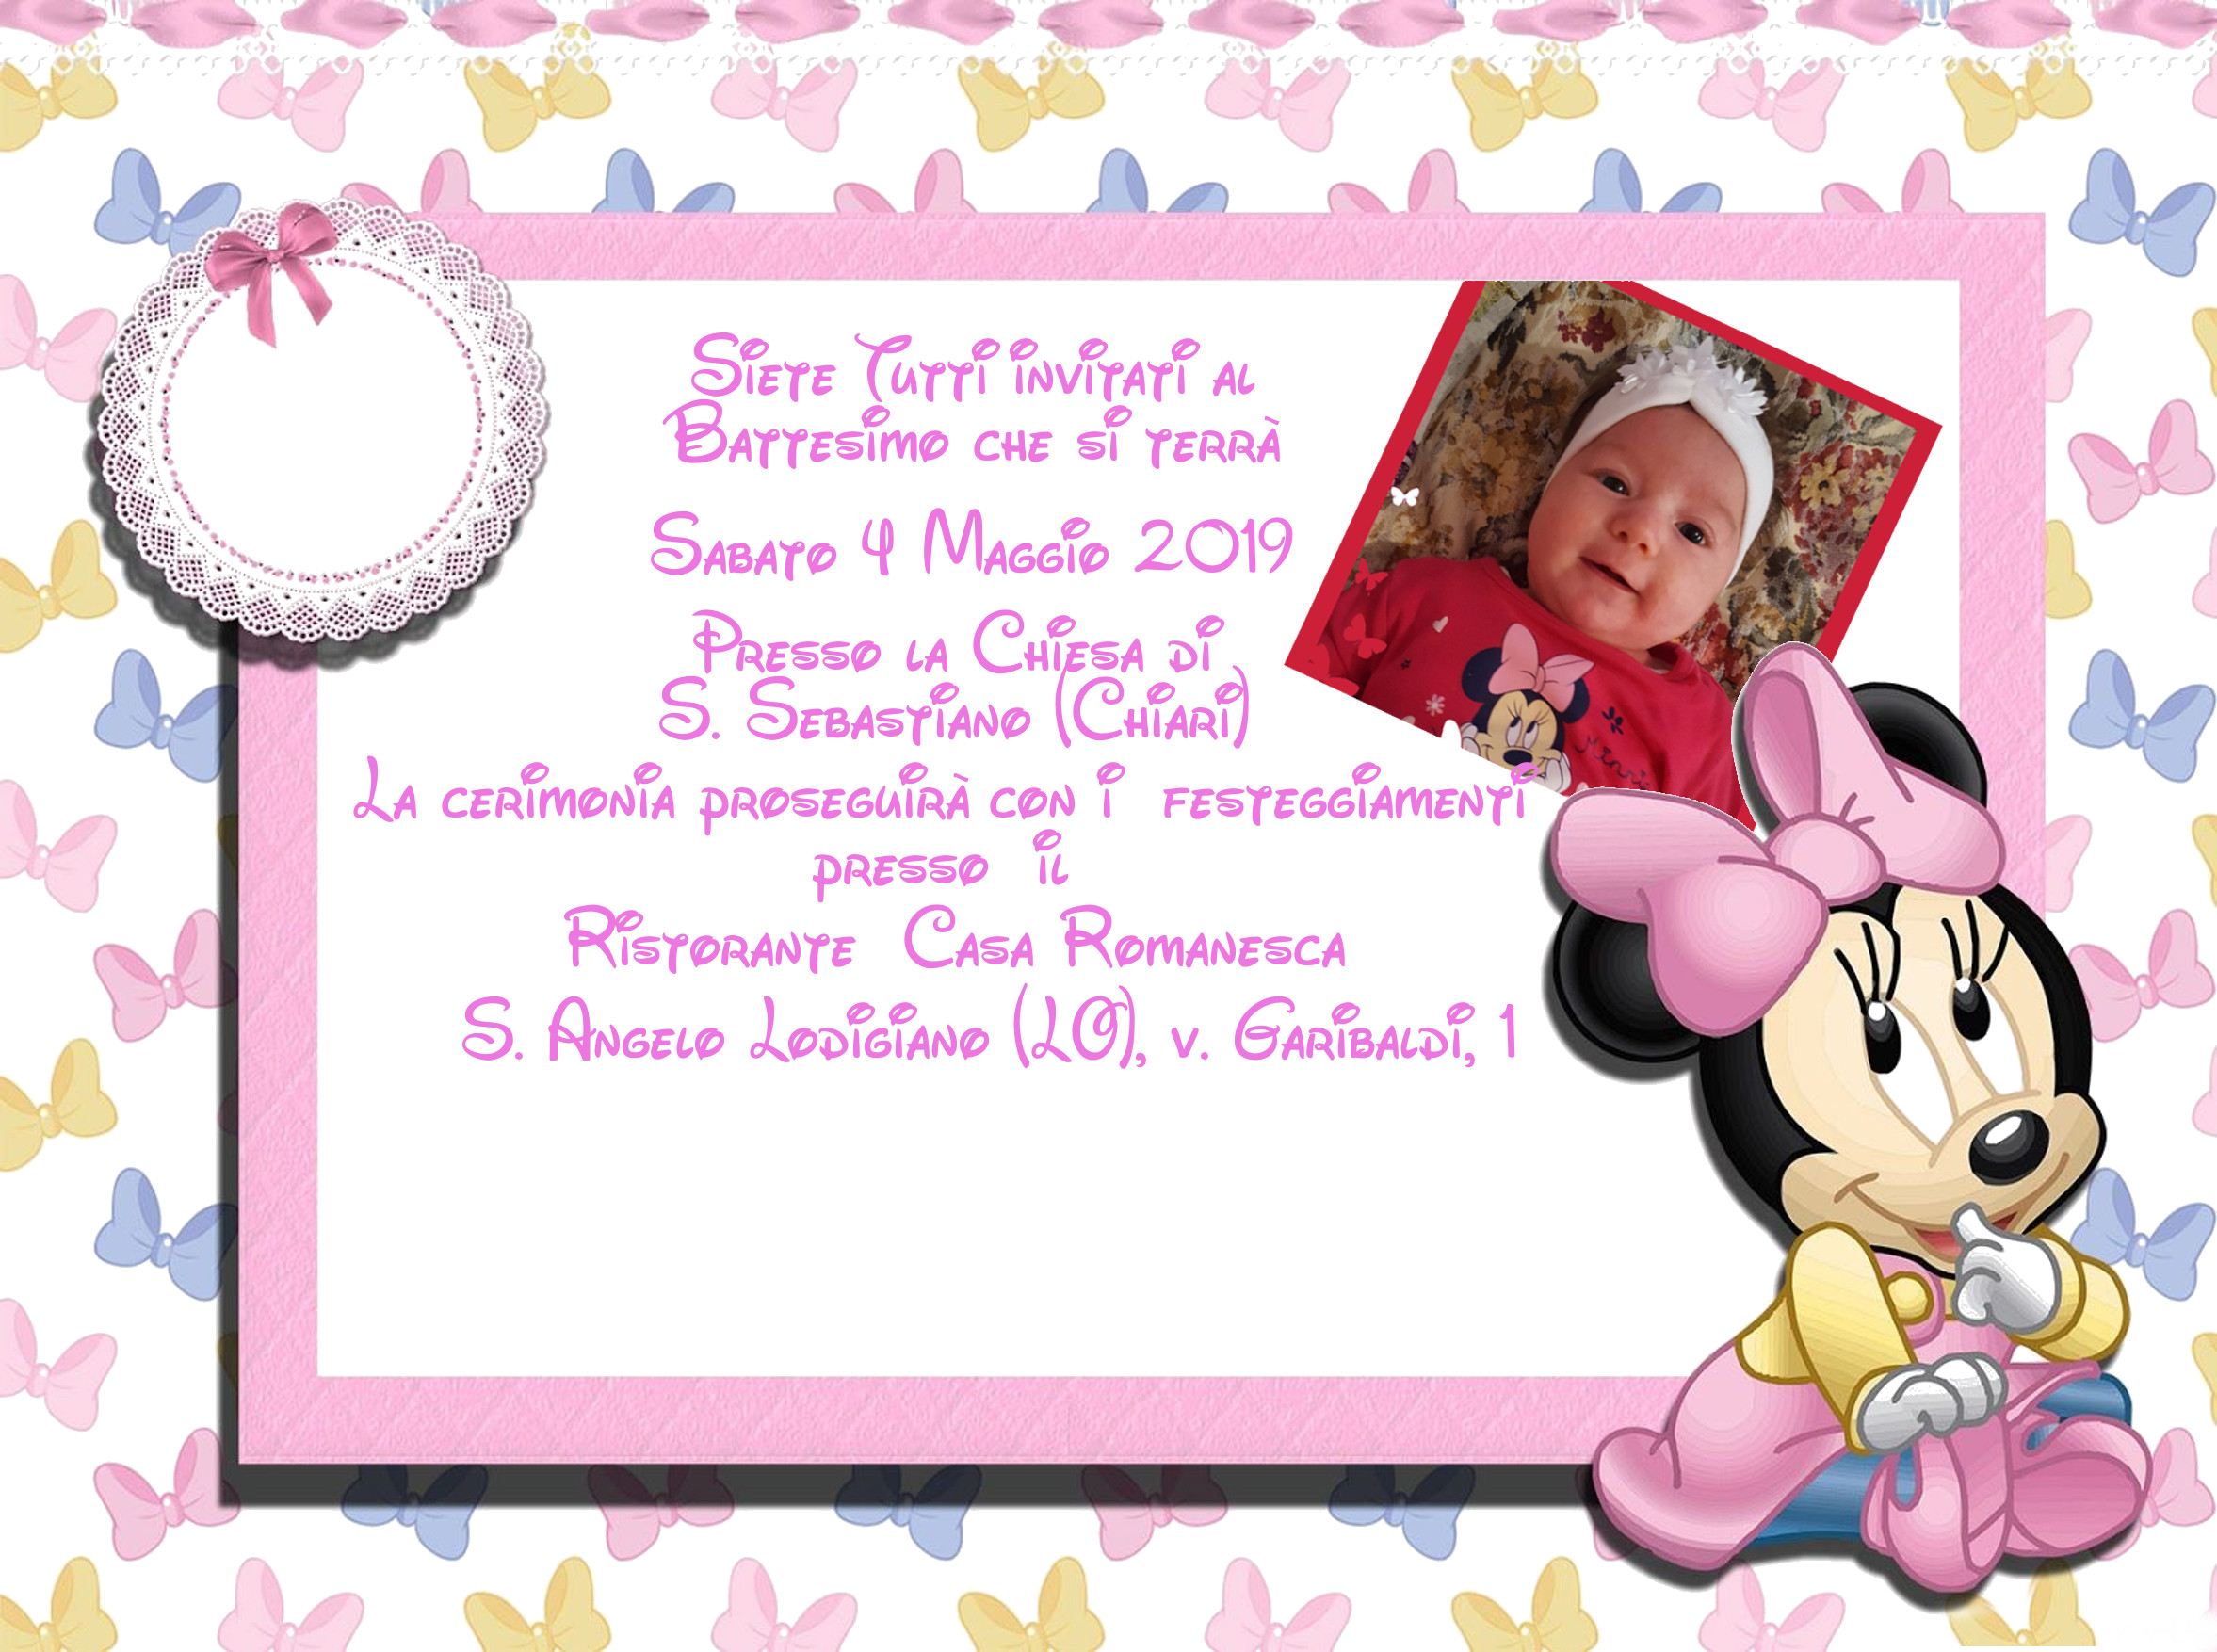 Siete Tutti invitati al
Battesimo che si terrà
Sabato 4 Maggio 2019
Presso la Chiesa di
S. Sebastiano (Chiari)
La cerimonia proseguirà con i festeggiamenti
presso il
Ristorante Casa Romanesca
S. Angelo Lodigiano (LO), v. Garibaldi, 1